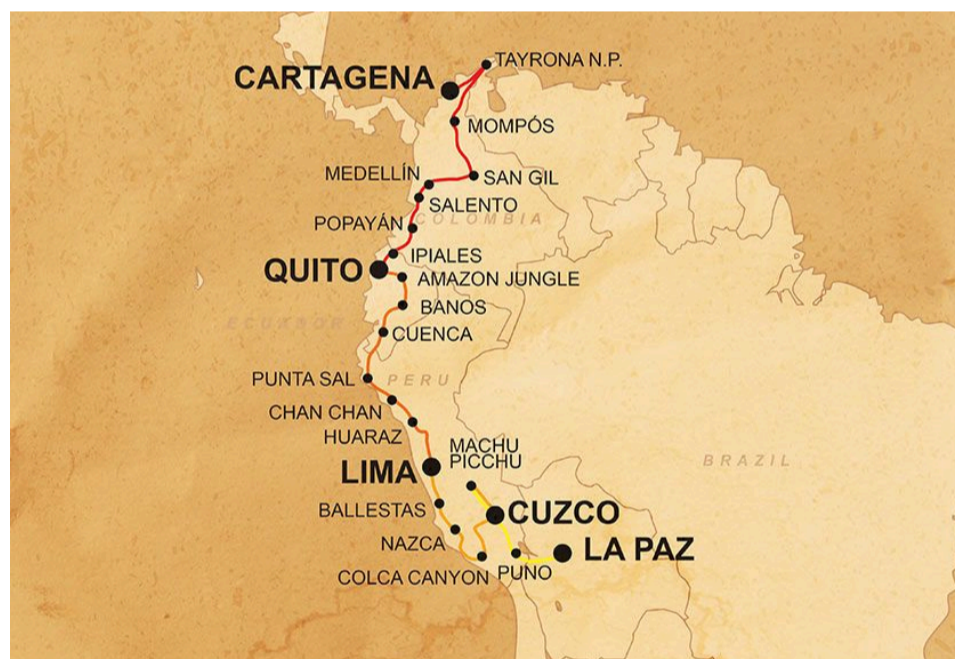 TAYRONA N.P.
CARTAGENA
MOMPÓS
MEDELLÍN
SAN GIL
SALENTO
COLOMBIA
POPAYÁN
IPIALES
QUITO
AMAZON JUNGLE
BANOS
ECUADOR
CUENCA
PUNTA SAL
PERU
CHAN CHAN
HUARAZ
MACHU
PICCHU
BRAZIL
LIMA
BALLESTAS
CUZCO
NAZCA
LA PAZ
COLCA CANYON
PUNO